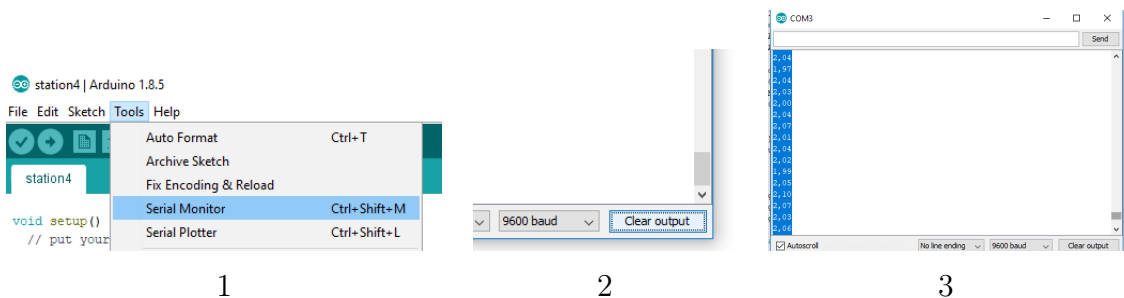 station4 | Arduino 1.8.5
File Edit Sketch Tools Help
Auto Format Ctrl+T
Archive Sketch
Fix Encoding & Reload
station4
Serial Monitor Ctrl+Shift+M
Serial Plotter Ctrl+Shift+L
void setup()
// put your
9600 baud Clear output
COM3
Send
2,04
1,97
2,04
2,03
2,00
2,04
2,07
2,01
2,04
2,02
1,99
2,05
2,10
2,07
2,03
2,06
Autoscroll No line ending 9600 baud Clear output
1 2 3